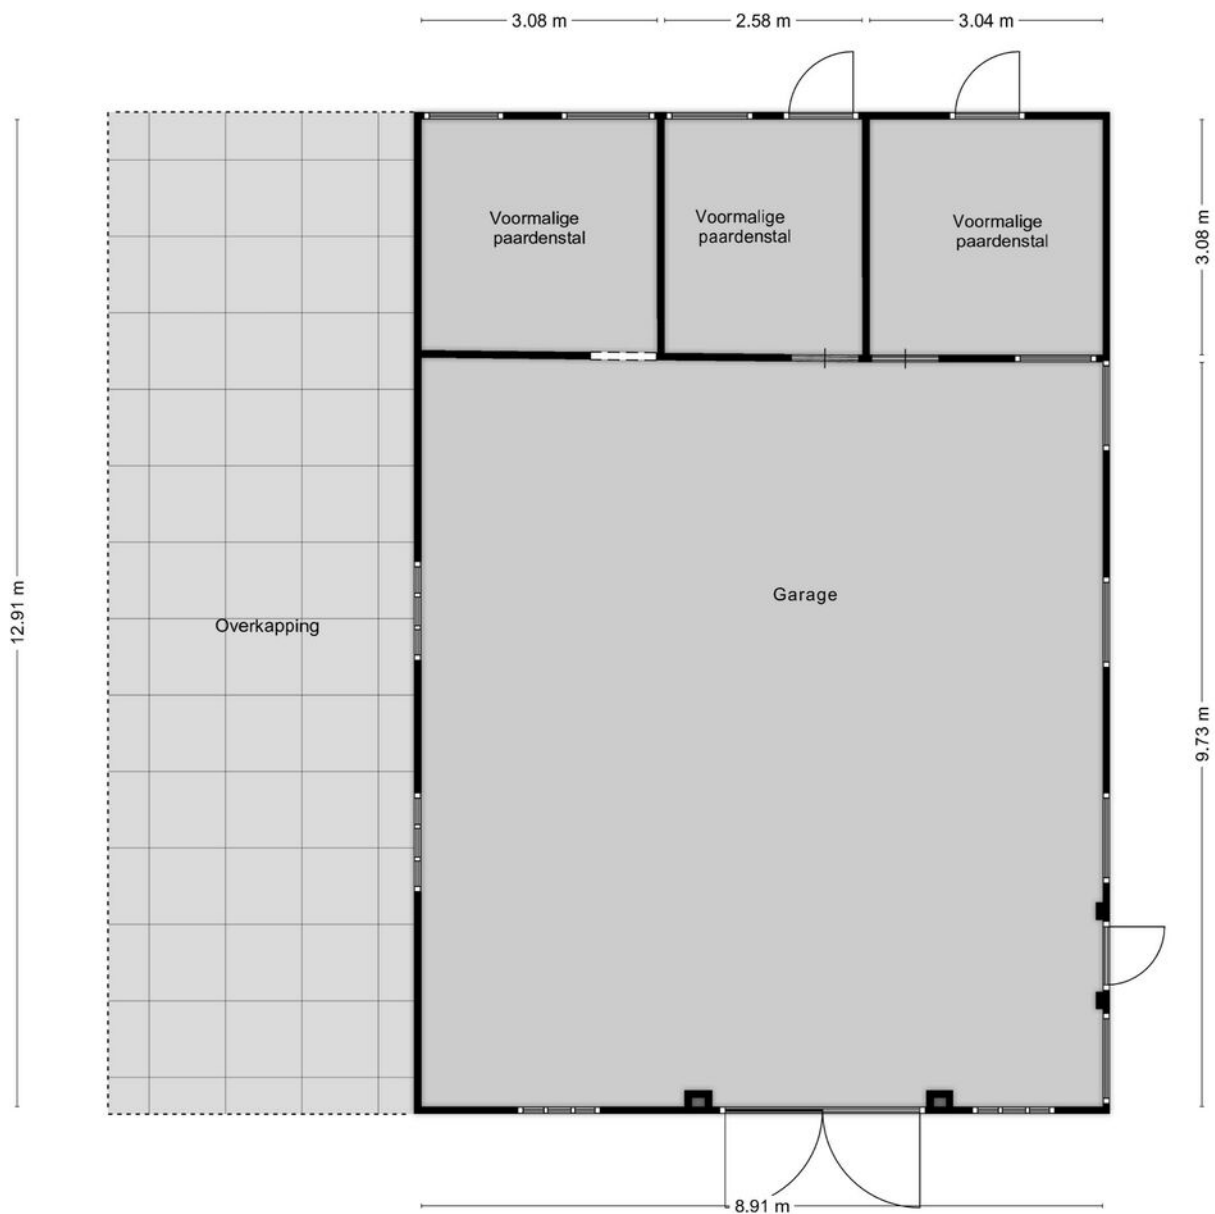 3.08 m
2.58 m
3.04 m
Voormalige
paardenstal
Voormalige
paardenstal
Voormalige
paardenstal
3.08 m
Garage
Overkapping
12.91 m
9.73 m
8.91 m